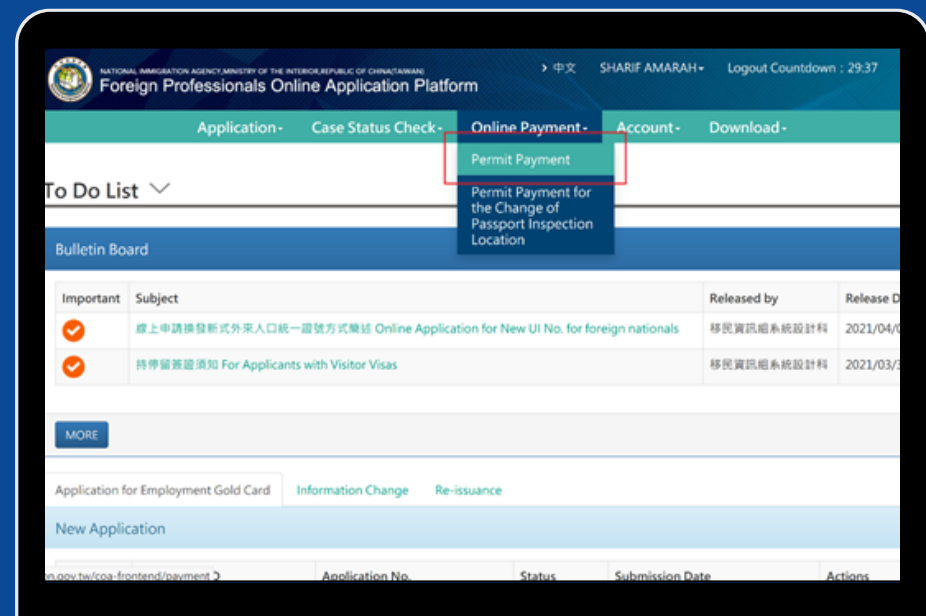 NATIONAL IMMIGRATION AGENCY,MINISTRY OF THE INTERIOR,REPUBLIC OF CHINA(TAIWAN)
Foreign Professionals Online Application Platform
中文 SHARIF AMARAH Logout Countdown : 29:37
Application Case Status Check Online Payment Account Download
Permit Payment
Permit Payment for
the Change of
Passport Inspection
Location
To Do List
Bulletin Board
Important Subject Released by Release D
線上申請換發新式外來人口統一證號方式簡述 Online Application for New UI No. for foreign nationals 移民資訊組系統設計科 2021/04/0
持停留簽證須知 For Applicants with Visitor Visas 移民資訊組系統設計科 2021/03/3
MORE
Application for Employment Gold Card Information Change Re-issuance
New Application
Application No. Status Submission Date Actions
n.gov.tw/coa-frontend/payment